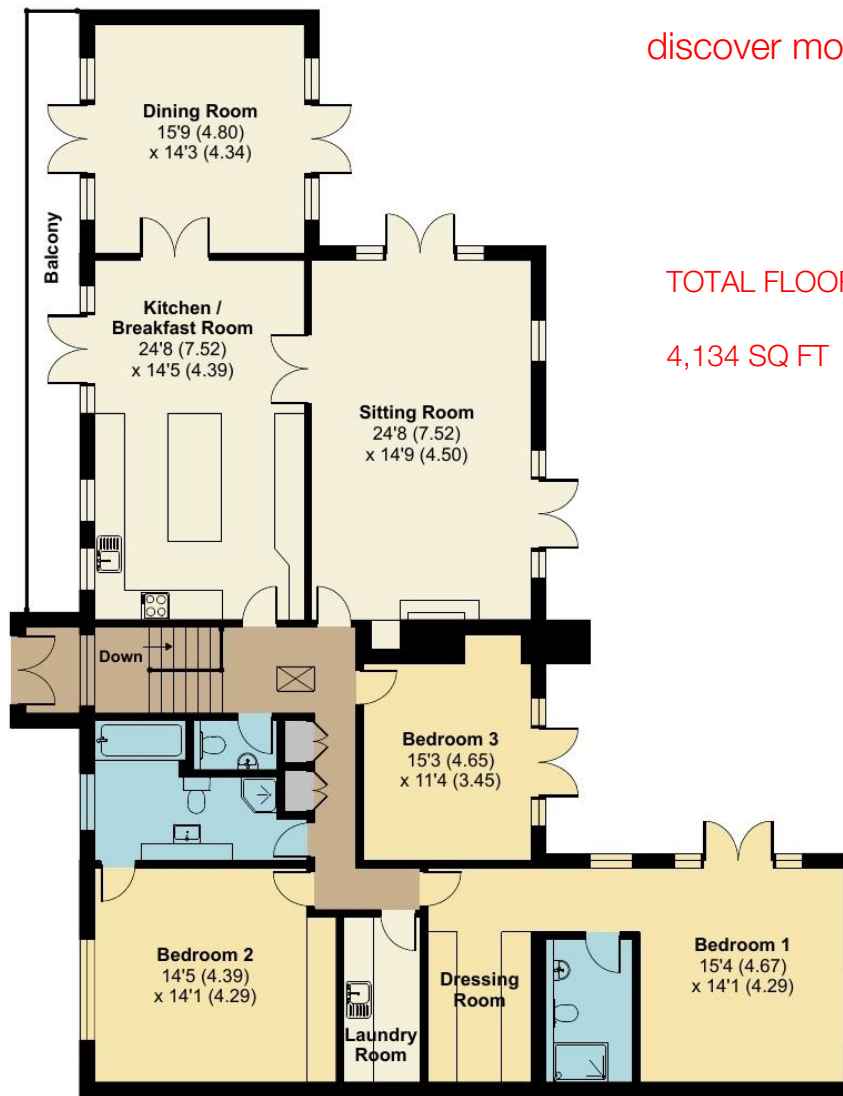 discover mo
Dining Room
15'9 (4.80)
x 14'3 (4.34)
Balcony
Kitchen /
Breakfast Room
24'8 (7.52)
x 14'5 (4.39)
TOTAL FLOOR
4,134 SQ FT
Sitting Room
24'8 (7.52)
x 14'9 (4.50)
Down
Bedroom 3
15'3 (4.65)
x 11'4 (3.45)
Bedroom 2
14'5 (4.39)
x 14'1 (4.29)
Laundry
Room
Dressing
Room
Bedroom 1
15'4 (4.67)
x 14'1 (4.29)